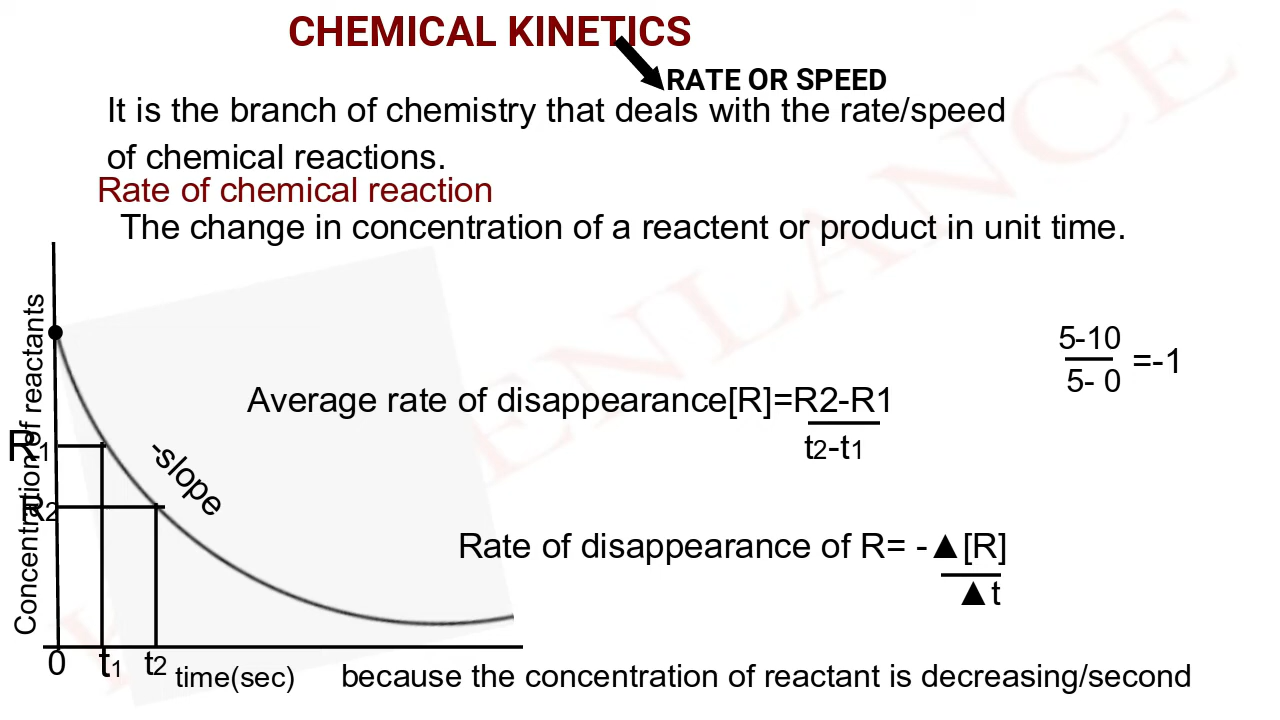 CHEMICAL KINETICS
RATE OR SPEED
It is the branch of chemistry that deals with the rate/speed
of chemical reactions.
Rate of chemical reaction
The change in concentration of a reactent or product in unit time.
Concentration of reactants
5-10
5- 0
=-1
Average rate of disappearance[R]=R2-R1
t2-t1
R1
-slope
R2
Rate of disappearance of R= -▲[R]
▲t
0 t1 t2 time(sec)
because the concentration of reactant is decreasing/second